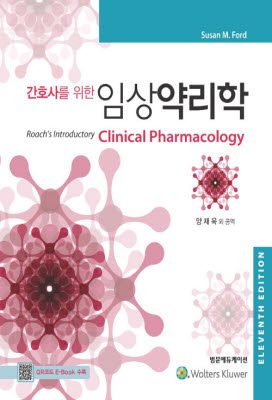 Susan M. Ford
간호사를 위한 임상약리학
Roach's Introductory Clinical Pharmacology
양재욱 외 공역
ELEVENTH EDITION
QR코드 E-Book 수록
범문에듀케이션
Wolters Kluwer